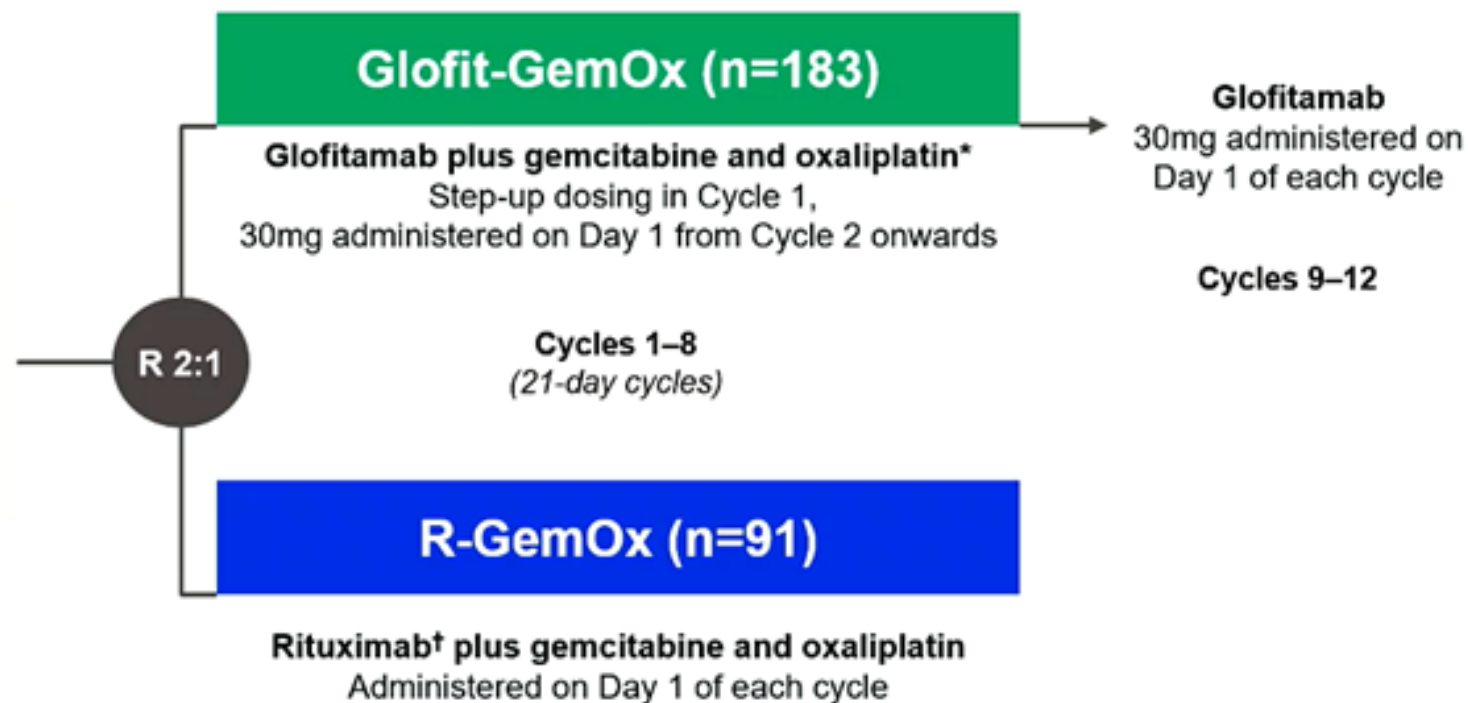 Glofit-GemOx (n=183)
Glofitamab plus gemcitabine and oxaliplatin*
Step-up dosing in Cycle 1,
30mg administered on Day 1 from Cycle 2 onwards
Glofitamab
30mg administered on
Day 1 of each cycle
Cycles 9–12
R 2:1
Cycles 1–8
(21-day cycles)
R-GemOx (n=91)
Rituximab† plus gemcitabine and oxaliplatin
Administered on Day 1 of each cycle